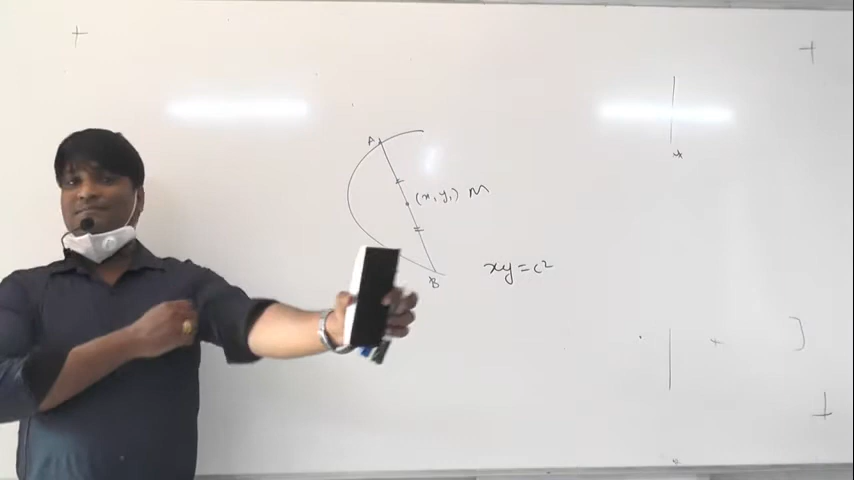 A
(x₁ y₁) M
B
xy = c²